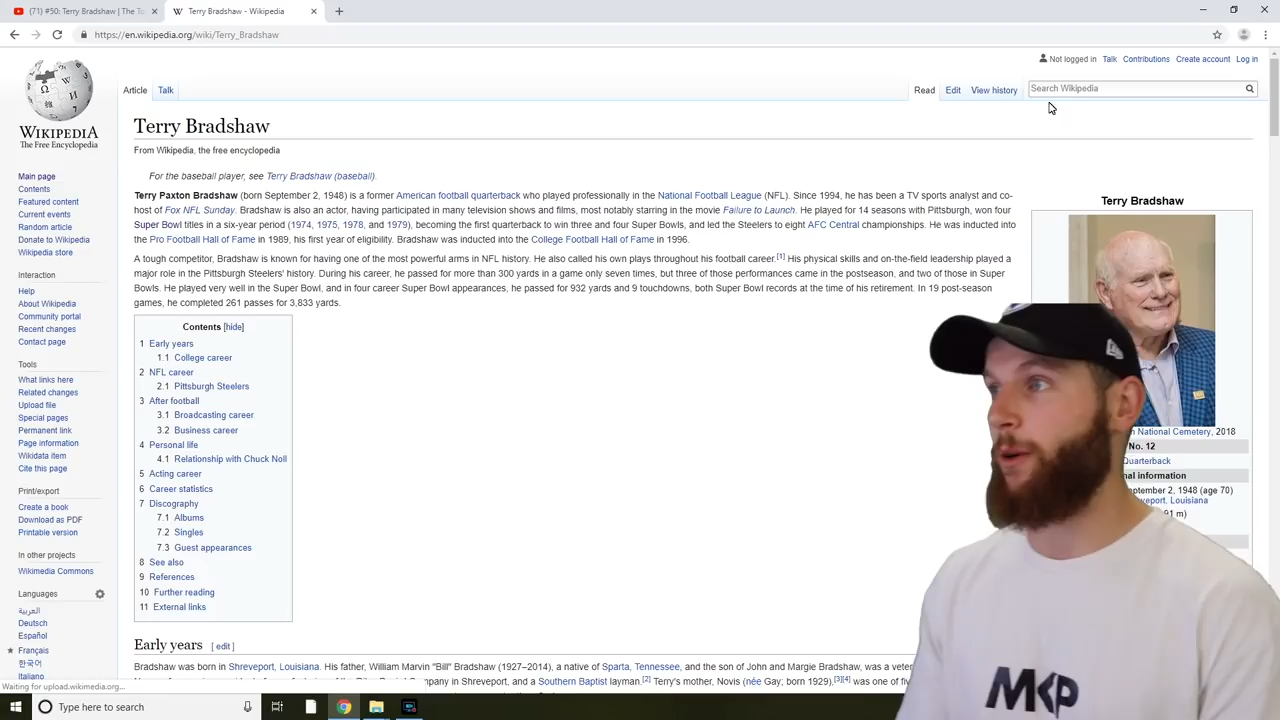 (71) #50: Terry Bradshaw | The To
Terry Bradshaw - Wikipedia
https://en.wikipedia.org/wiki/Terry_Bradshaw
Not logged in Talk Contributions Create account Log in
Article Talk Read Edit View history Search Wikipedia
WIKIPEDIA
The Free Encyclopedia
Main page
Contents
Featured content
Current events
Random article
Donate to Wikipedia
Wikipedia store
Interaction
Help
About Wikipedia
Community portal
Recent changes
Contact page
Tools
What links here
Related changes
Upload file
Special pages
Permanent link
Page information
Wikidata item
Cite this page
Print/export
Create a book
Download as PDF
Printable version
In other projects
Wikimedia Commons
Languages
العربية
Deutsch
Español
Français
한국어
Italiano
Terry Bradshaw
From Wikipedia, the free encyclopedia
For the baseball player, see Terry Bradshaw (baseball).
Terry Paxton Bradshaw (born September 2, 1948) is a former American football quarterback who played professionally in the National Football League (NFL). Since 1994, he has been a TV sports analyst and co-
host of Fox NFL Sunday. Bradshaw is also an actor, having participated in many television shows and films, most notably starring in the movie Failure to Launch. He played for 14 seasons with Pittsburgh, won four
Super Bowl titles in a six-year period (1974, 1975, 1978, and 1979), becoming the first quarterback to win three and four Super Bowls, and led the Steelers to eight AFC Central championships. He was inducted into
the Pro Football Hall of Fame in 1989, his first year of eligibility. Bradshaw was inducted into the College Football Hall of Fame in 1996.
A tough competitor, Bradshaw is known for having one of the most powerful arms in NFL history. He also called his own plays throughout his football career.[1] His physical skills and on-the-field leadership played a
major role in the Pittsburgh Steelers' history. During his career, he passed for more than 300 yards in a game only seven times, but three of those performances came in the postseason, and two of those in Super
Bowls. He played very well in the Super Bowl, and in four career Super Bowl appearances, he passed for 932 yards and 9 touchdowns, both Super Bowl records at the time of his retirement. In 19 post-season
games, he completed 261 passes for 3,833 yards.
Contents [hide]
1 Early years
1.1 College career
2 NFL career
2.1 Pittsburgh Steelers
3 After football
3.1 Broadcasting career
3.2 Business career
4 Personal life
4.1 Relationship with Chuck Noll
5 Acting career
6 Career statistics
7 Discography
7.1 Albums
7.2 Singles
7.3 Guest appearances
8 See also
9 References
10 Further reading
11 External links
Early years [ edit ]
Bradshaw was born in Shreveport, Louisiana. His father, William Marvin "Bill" Bradshaw (1927–2014), a native of Sparta, Tennessee, and the son of John and Margie Bradshaw, was a veter
Company in Shreveport, and a Southern Baptist layman.[2] Terry's mother, Novis (née Gay; born 1929),[3][4] was one of fiv
Terry Bradshaw
National Cemetery, 2018
No. 12
Quarterback
al information
eptember 2, 1948 (age 70)
eveport, Louisiana
91 m)
MKP
Waiting for upload.wikimedia.org...
Type here to search